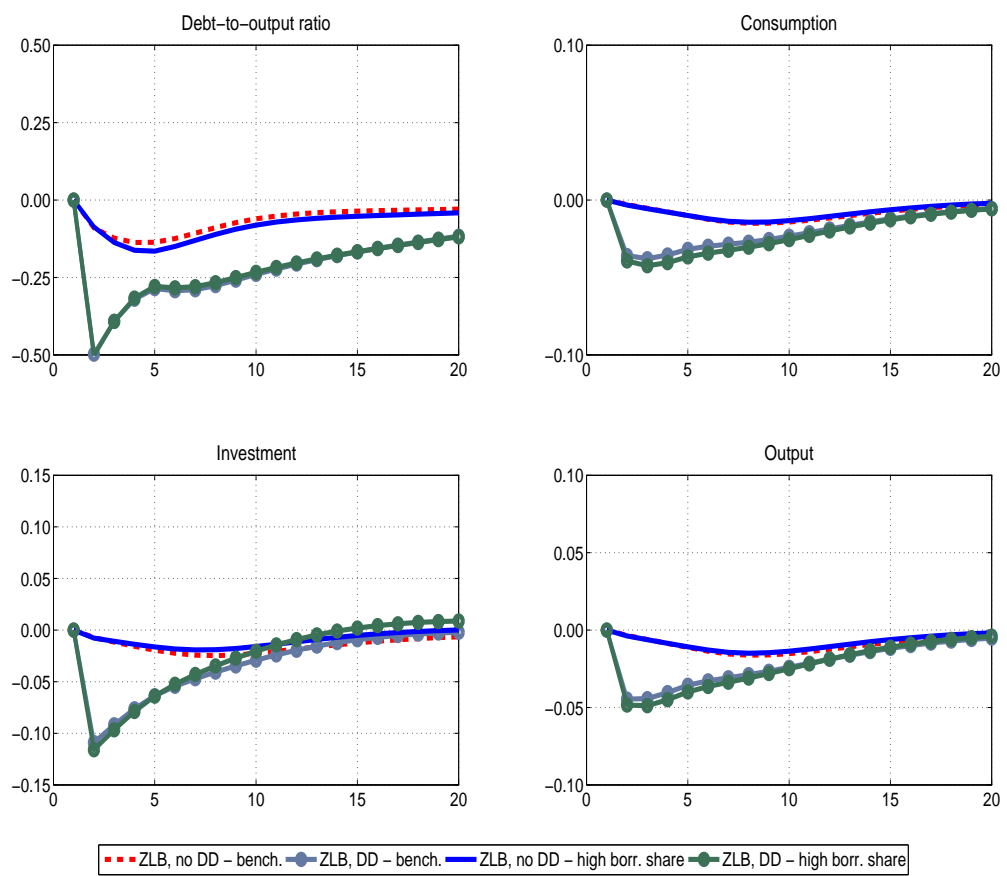 Debt−to−output ratio
0.50
0.25
0.00
−0.25
−0.50
0 5 10 15 20
Consumption
0.10
0.00
−0.10
0 5 10 15 20
Investment
0.15
0.10
0.05
0.00
−0.05
−0.10
−0.15
0 5 10 15 20
Output
0.10
0.05
0.00
−0.05
−0.10
0 5 10 15 20
ZLB, no DD − bench. ZLB, DD − bench. ZLB, no DD − high borr. share ZLB, DD − high borr. share